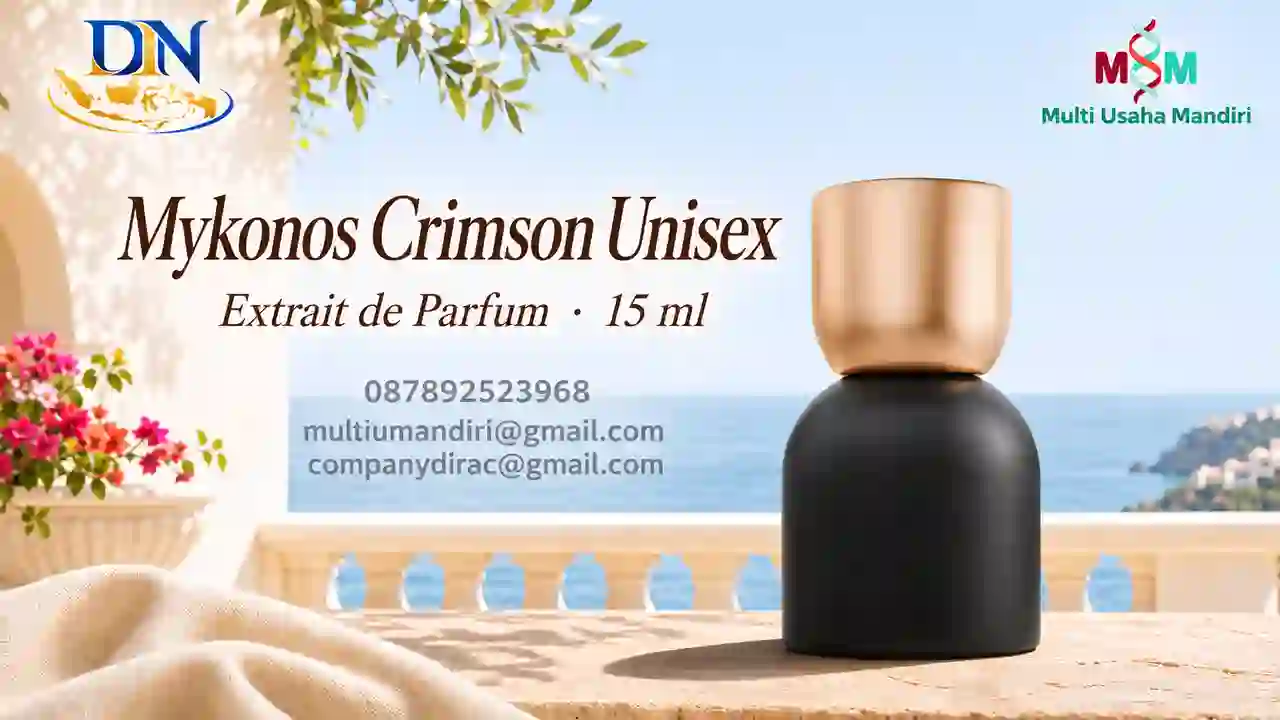 DN
MSM
Multi Usaha Mandiri
Mykonos Crimson Unisex
Extrait de Parfum · 15 ml
087892523968
multiumandiri@gmail.com
companydirac@gmail.com